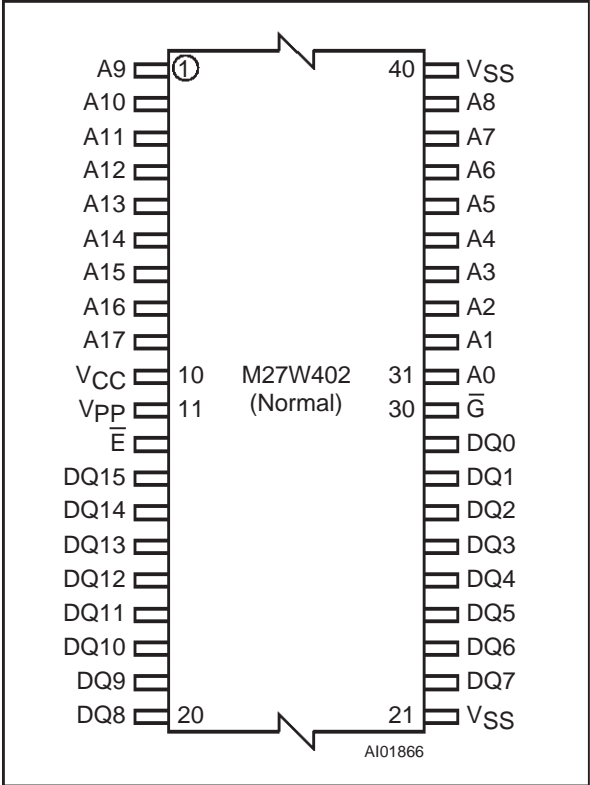 A9 1 40 VSS
A10 A8
A11 A7
A12 A6
A13 A5
A14 A4
A15 A3
A16 A2
A17 A1
VCC 10 M27W402 31 A0
VPP 11 (Normal) 30 G̅
E̅ DQ0
DQ15 DQ1
DQ14 DQ2
DQ13 DQ3
DQ12 DQ4
DQ11 DQ5
DQ10 DQ6
DQ9 DQ7
DQ8 20 21 VSS
AI01866